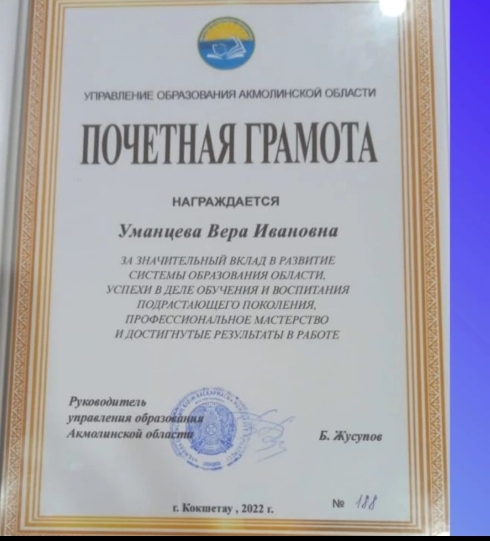 УПРАВЛЕНИЕ ОБРАЗОВАНИЯ АКМОЛИНСКОЙ ОБЛАСТИ
ПОЧЕТНАЯ ГРАМОТА
НАГРАЖДАЕТСЯ
Уманцева Вера Ивановна
ЗА ЗНАЧИТЕЛЬНЫЙ ВКЛАД В РАЗВИТИЕ
СИСТЕМЫ ОБРАЗОВАНИЯ ОБЛАСТИ,
УСПЕХИ В ДЕЛЕ ОБУЧЕНИЯ И ВОСПИТАНИЯ
ПОДРАСТАЮЩЕГО ПОКОЛЕНИЯ,
ПРОФЕССИОНАЛЬНОЕ МАСТЕРСТВО
И ДОСТИГНУТЫЕ РЕЗУЛЬТАТЫ В РАБОТЕ
Руководитель
управления образования
Акмолинской области
Б. Жусупов
г. Кокшетау , 2022 г.
№ 188